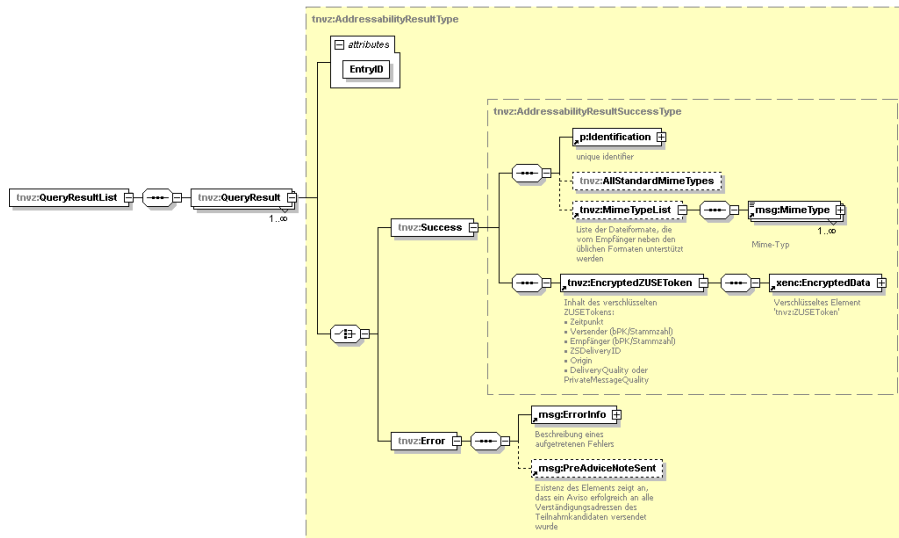 tnvz:AddressabilityResultType
attributes
EntryID
tnvz:AddressabilityResultSuccessType
p:Identification
unique identifier
tnvz:AllStandardMimeTypes
tnvz:QueryResultList
tnvz:QueryResult
1..∞
tnvz:Success
tnvz:MimeTypeList
msg:MimeType
1..∞
Liste der Dateiformate, die
vom Empfänger neben den
üblichen Formaten unterstützt
werden
Mime-Typ
tnvz:EncryptedZUSEToken
xenc:EncryptedData
Inhalt des verschlüsselten
ZUSETokens:
▪ Zeitpunkt
▪ Versender (bPK/Stammzahl)
▪ Empfänger (bPK/Stammzahl)
▪ ZSDeliveryID
▪ Origin
▪ DeliveryQuality oder
PrivateMessageQuality
Verschlüseltes Element
'tnvz:ZUSEToken'
tnvz:Error
msg:ErrorInfo
Beschreibung eines
aufgetretenen Fehlers
msg:PreAdviceNoteSent
Existenz des Elements zeigt an,
dass ein Aviso erfolgreich an alle
Verständigungsadressen des
Teilnahmkandidaten versendet
wurde